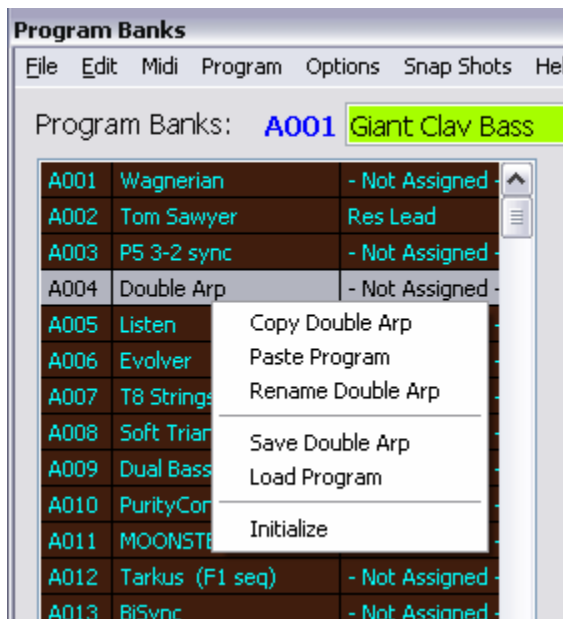 Program Banks
File Edit Midi Program Options Snap Shots
Program Banks: A001 Giant Clav Bass
A001 Wagnerian - Not Assigned -
A002 Tom Sawyer Res Lead
A003 P5 3-2 sync - Not Assigned -
A004 Double Arp - Not Assigned -
A005 Listen
A006 Evolver
A007 T8 Strings
A008 Soft
A009 Dual Bass
A010
A011
A012 Tarkus (F1 seq) - Not Assigned -
A013 BiSync - Not Assigned -
Copy Double Arp
Paste Program
Rename Double Arp
Save Double Arp
Load Program
Initialize